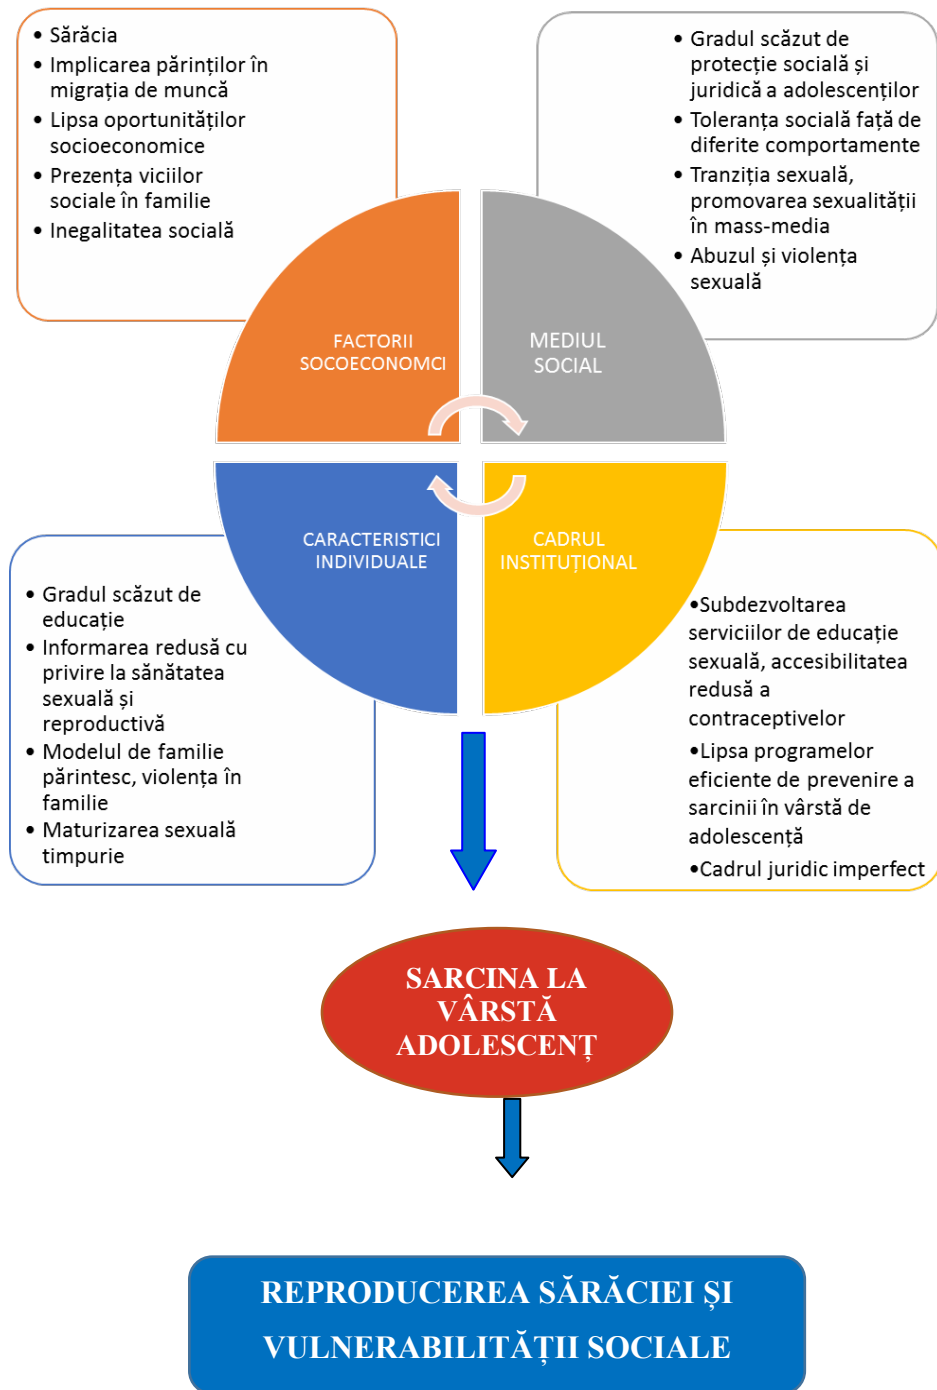 • Sărăcia
• Implicarea părinților în
migrația de muncă
• Lipsa oportunităților
socioeconomice
• Prezența viciilor
sociale în familie
• Inegalitatea socială
• Gradul scăzut de
protecție socială și
juridică a adolescenților
• Toleranța socială față de
diferite comportamente
• Tranziția sexuală,
promovarea sexualității
în mass-media
• Abuzul și violența
sexuală
FACTORII
SOCOECONOMCI
MEDIUL
SOCIAL
CARACTERISTICI
INDIVIDUALE
CADRUL
INSTITUȚIONAL
• Gradul scăzut de
educație
• Informarea redusă cu
privire la sănătatea
sexuală și
reproductivă
• Modelul de familie
părintesc, violența în
familie
• Maturizarea sexuală
timpurie
•Subdezvoltarea
serviciilor de educație
sexuală, accesibilitatea
redusă a
contraceptivelor
•Lipsa programelor
eficiente de prevenire a
sarcinii în vârstă de
adolescență
•Cadrul juridic imperfect
SARCINA LA
VÂRSTĂ
ADOLESCENȚ
REPRODUCEREA SĂRĂCIEI ȘI
VULNERABILITĂȚII SOCIALE